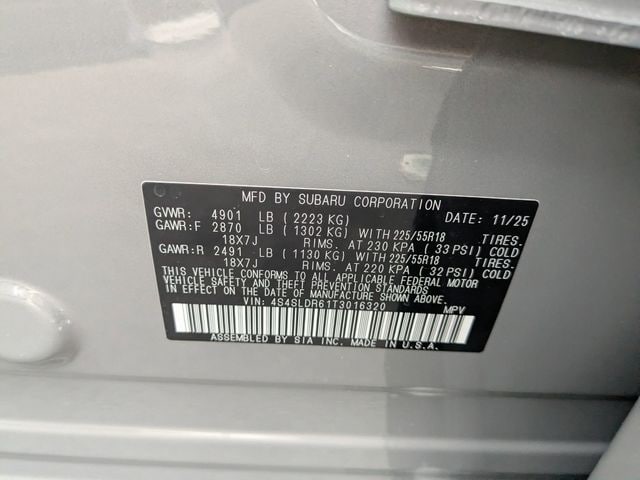 MFD BY SUBARU CORPORATION
GVWR: 4901 LB ( 2223 KG) DATE: 11/25
GAWR:F 2870 LB ( 1302 KG) WITH 225/55R18 TIRES.
18X7J RIMS. AT 230 KPA ( 33 PSI) COLD
GAWR:R 2491 LB ( 1130 KG) WITH 225/55R18 TIRES.
18X7J RIMS. AT 220 KPA ( 32 PSI) COLD
THIS VEHICLE CONFORMS TO ALL APPLICABLE FEDERAL MOTOR
VEHICLE SAFETY AND THEFT PREVENTION STANDARDS
IN EFFECT ON THE DATE OF MANUFACTURE SHOWN ABOVE.
VIN: 4S4SLDR61T3016320 MPV
ASSEMBLED BY SIA INC. MADE IN U.S.A.